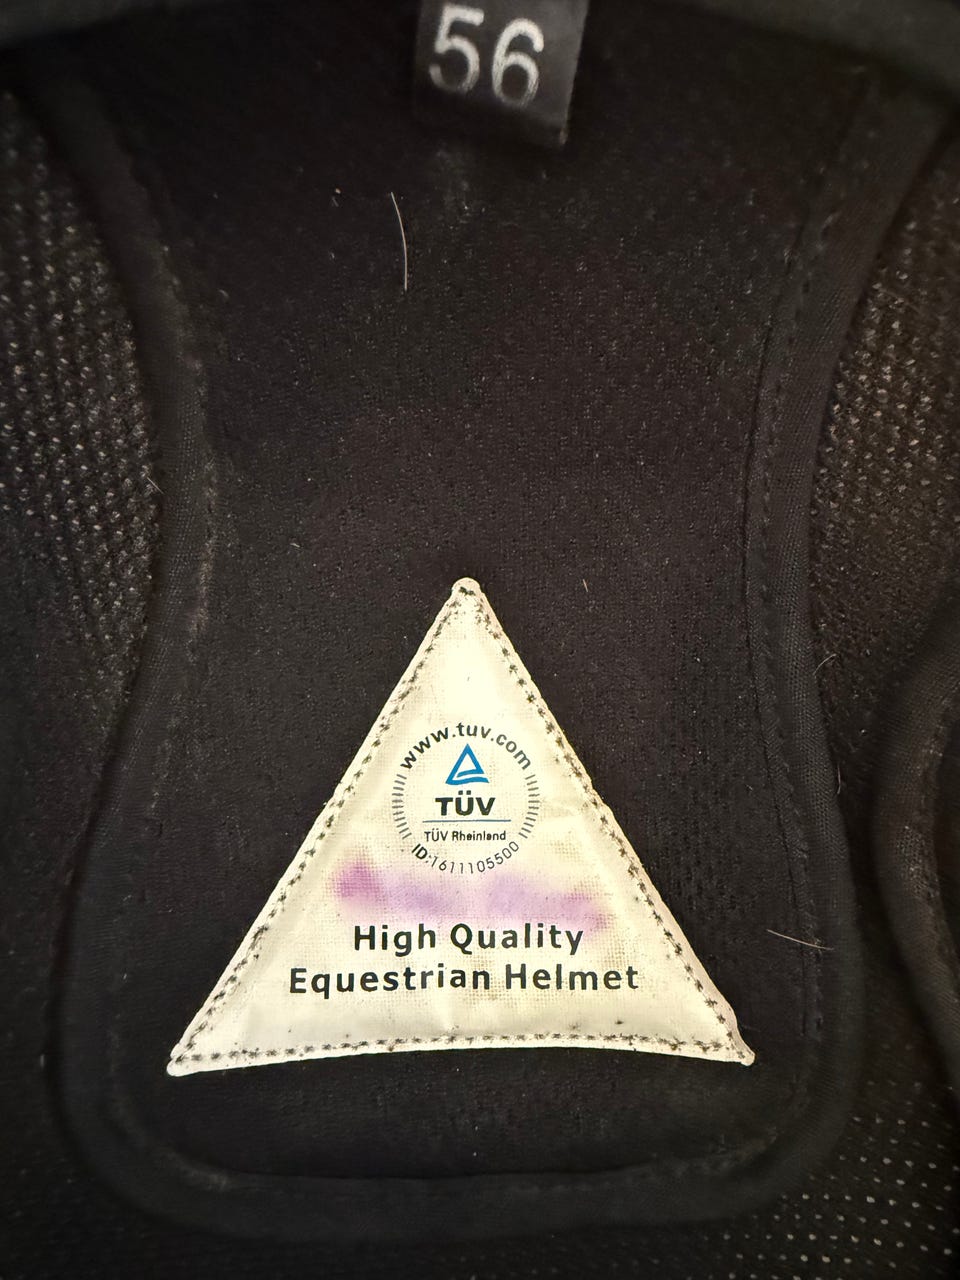 56
www.tuv.com
TÜV
TÜV Rheinland
ID:1611105500
High Quality
Equestrian Helmet